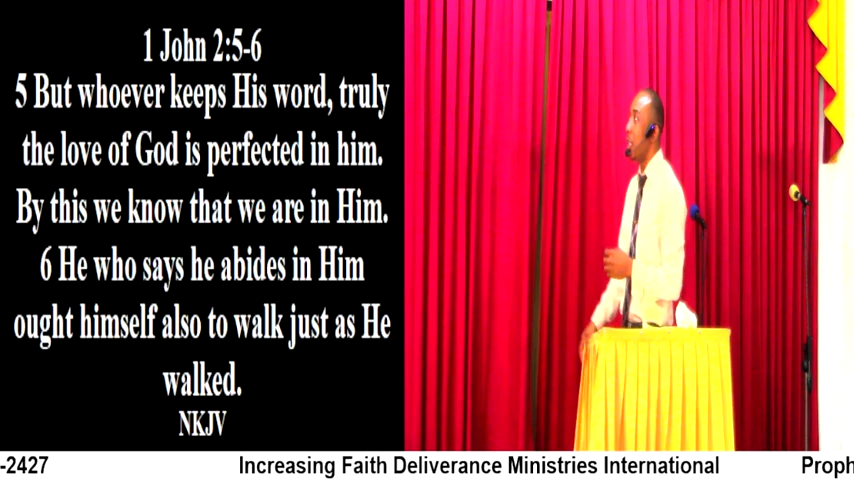 1 John 2:5-6
5 But whoever keeps His word, truly
the love of God is perfected in him.
By this we know that we are in Him.
6 He who says he abides in Him
ought himself also to walk just as He
walked.
NKJV
-2427 Increasing Faith Deliverance Ministries International Proph